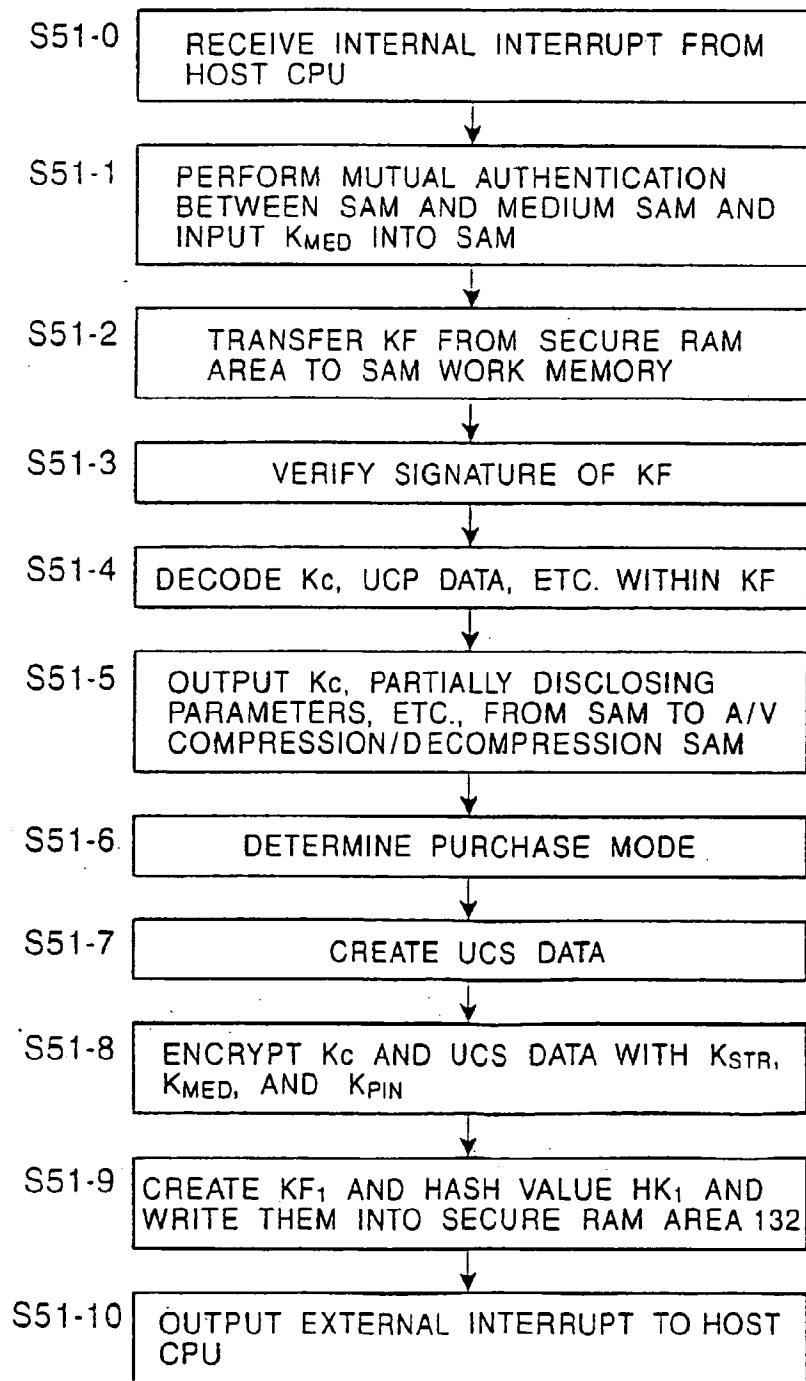 S51-0
RECEIVE INTERNAL INTERRUPT FROM
HOST CPU
S51-1
PERFORM MUTUAL AUTHENTICATION
BETWEEN SAM AND MEDIUM SAM AND
INPUT KMED INTO SAM
S51-2
TRANSFER KF FROM SECURE RAM
AREA TO SAM WORK MEMORY
S51-3
VERIFY SIGNATURE OF KF
S51-4
DECODE Kc, UCP DATA, ETC. WITHIN KF
S51-5
OUTPUT Kc, PARTIALLY DISCLOSING
PARAMETERS, ETC., FROM SAM TO A/V
COMPRESSION/DECOMPRESSION SAM
S51-6
DETERMINE PURCHASE MODE
S51-7
CREATE UCS DATA
S51-8
ENCRYPT Kc AND UCS DATA WITH KSTR,
KMED, AND KPIN
S51-9
CREATE KF1 AND HASH VALUE HK1 AND
WRITE THEM INTO SECURE RAM AREA 132
S51-10
OUTPUT EXTERNAL INTERRUPT TO HOST
CPU